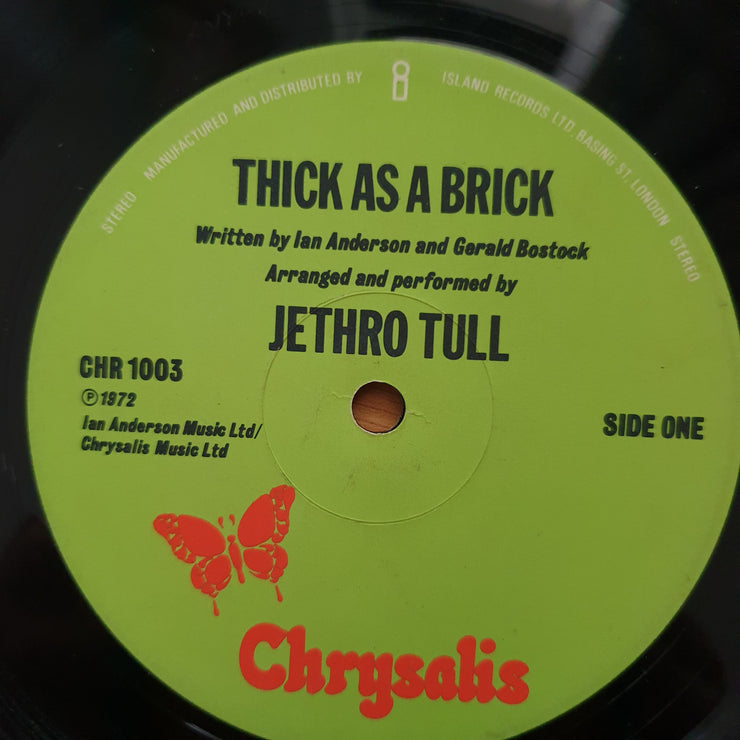 STEREO MANUFACTURED AND DISTRIBUTED BY i ISLAND RECORDS LTD. BASING ST. LONDON STEREO
THICK AS A BRICK
Written by Ian Anderson and Gerald Bostock
Arranged and performed by
JETHRO TULL
CHR 1003
℗ 1972
Ian Anderson Music Ltd/
Chrysalis Music Ltd
SIDE ONE
Chrysalis